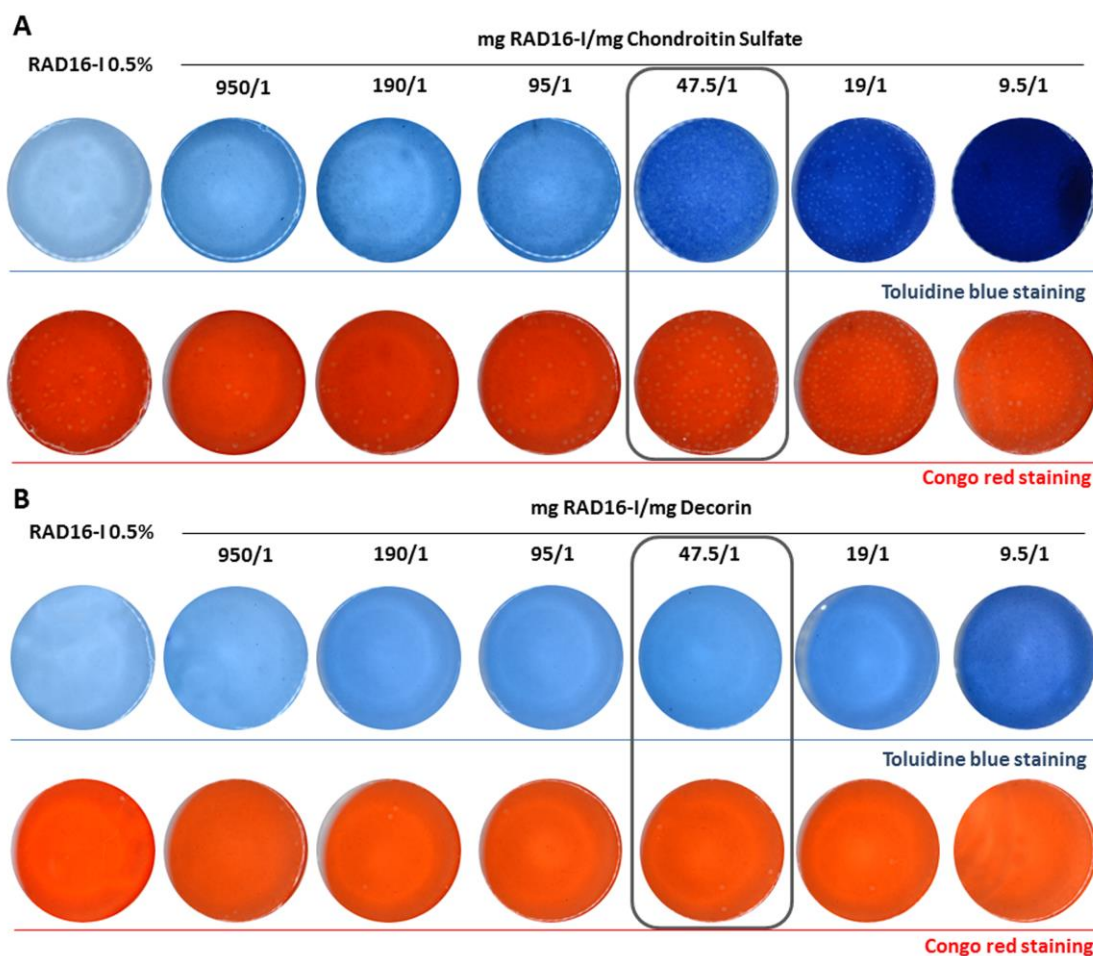 A
mg RAD16-I/mg Chondroitin Sulfate
RAD16-I 0.5%
950/1 190/1 95/1 47.5/1 19/1 9.5/1
Toluidine blue staining
Congo red staining
B
mg RAD16-I/mg Decorin
RAD16-I 0.5%
950/1 190/1 95/1 47.5/1 19/1 9.5/1
Toluidine blue staining
Congo red staining